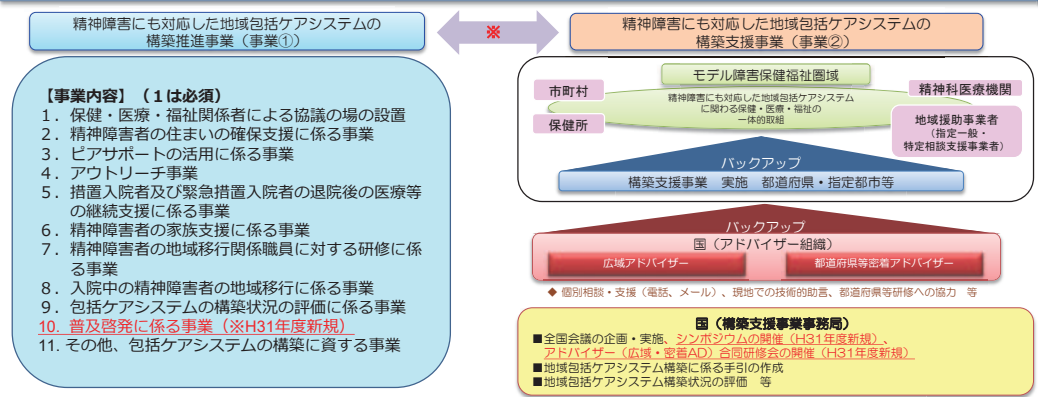 精神障害にも対応した地域包括ケアシステムの
構築推進事業（事業①）
※
精神障害にも対応した地域包括ケアシステムの
構築支援事業（事業②）
【事業内容】（１は必須）
１．保健・医療・福祉関係者による協議の場の設置
２．精神障害者の住まいの確保支援に係る事業
３．ピアサポートの活用に係る事業
４．アウトリーチ事業
５．措置入院者及び緊急措置入院者の退院後の医療等
の継続支援に係る事業
６．精神障害者の家族支援に係る事業
７．精神障害者の地域移行関係職員に対する研修に係
る事業
８．入院中の精神障害者の地域移行に係る事業
９．包括ケアシステムの構築状況の評価に係る事業
10．普及啓発に係る事業（※H31年度新規）
11．その他、包括ケアシステムの構築に資する事業
モデル障害保健福祉圏域
市町村
保健所
精神障害にも対応した地域包括ケアシステム
に関わる保健・医療・福祉の
一体的取組
精神科医療機関
地域援助事業者
（指定一般・
特定相談支援事業者）
バックアップ
構築支援事業　実施　都道府県・指定都市等
バックアップ
国（アドバイザー組織）
広域アドバイザー
都道府県等密着アドバイザー
◆ 個別相談・支援（電話、メール）、現地での技術的助言、都道府県等研修への協力　等
国（構築支援事業事務局）
■全国会議の企画・実施、シンポジウムの開催（H31年度新規）、
アドバイザー（広域・密着AD）合同研修会の開催（H31年度新規）
■地域包括ケアシステム構築に係る手引の作成
■地域包括ケアシステム構築状況の評価　等